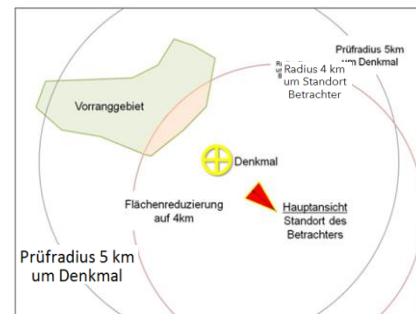 Prüfradius 5km
um Denkmal
Radius 4 km
um Standort
Betrachter
Vorranggebiet
Denkmal
Flächenreduzierung
auf 4km
Hauptansicht
Standort des
Betrachters
Prüfradius 5 km
um Denkmal